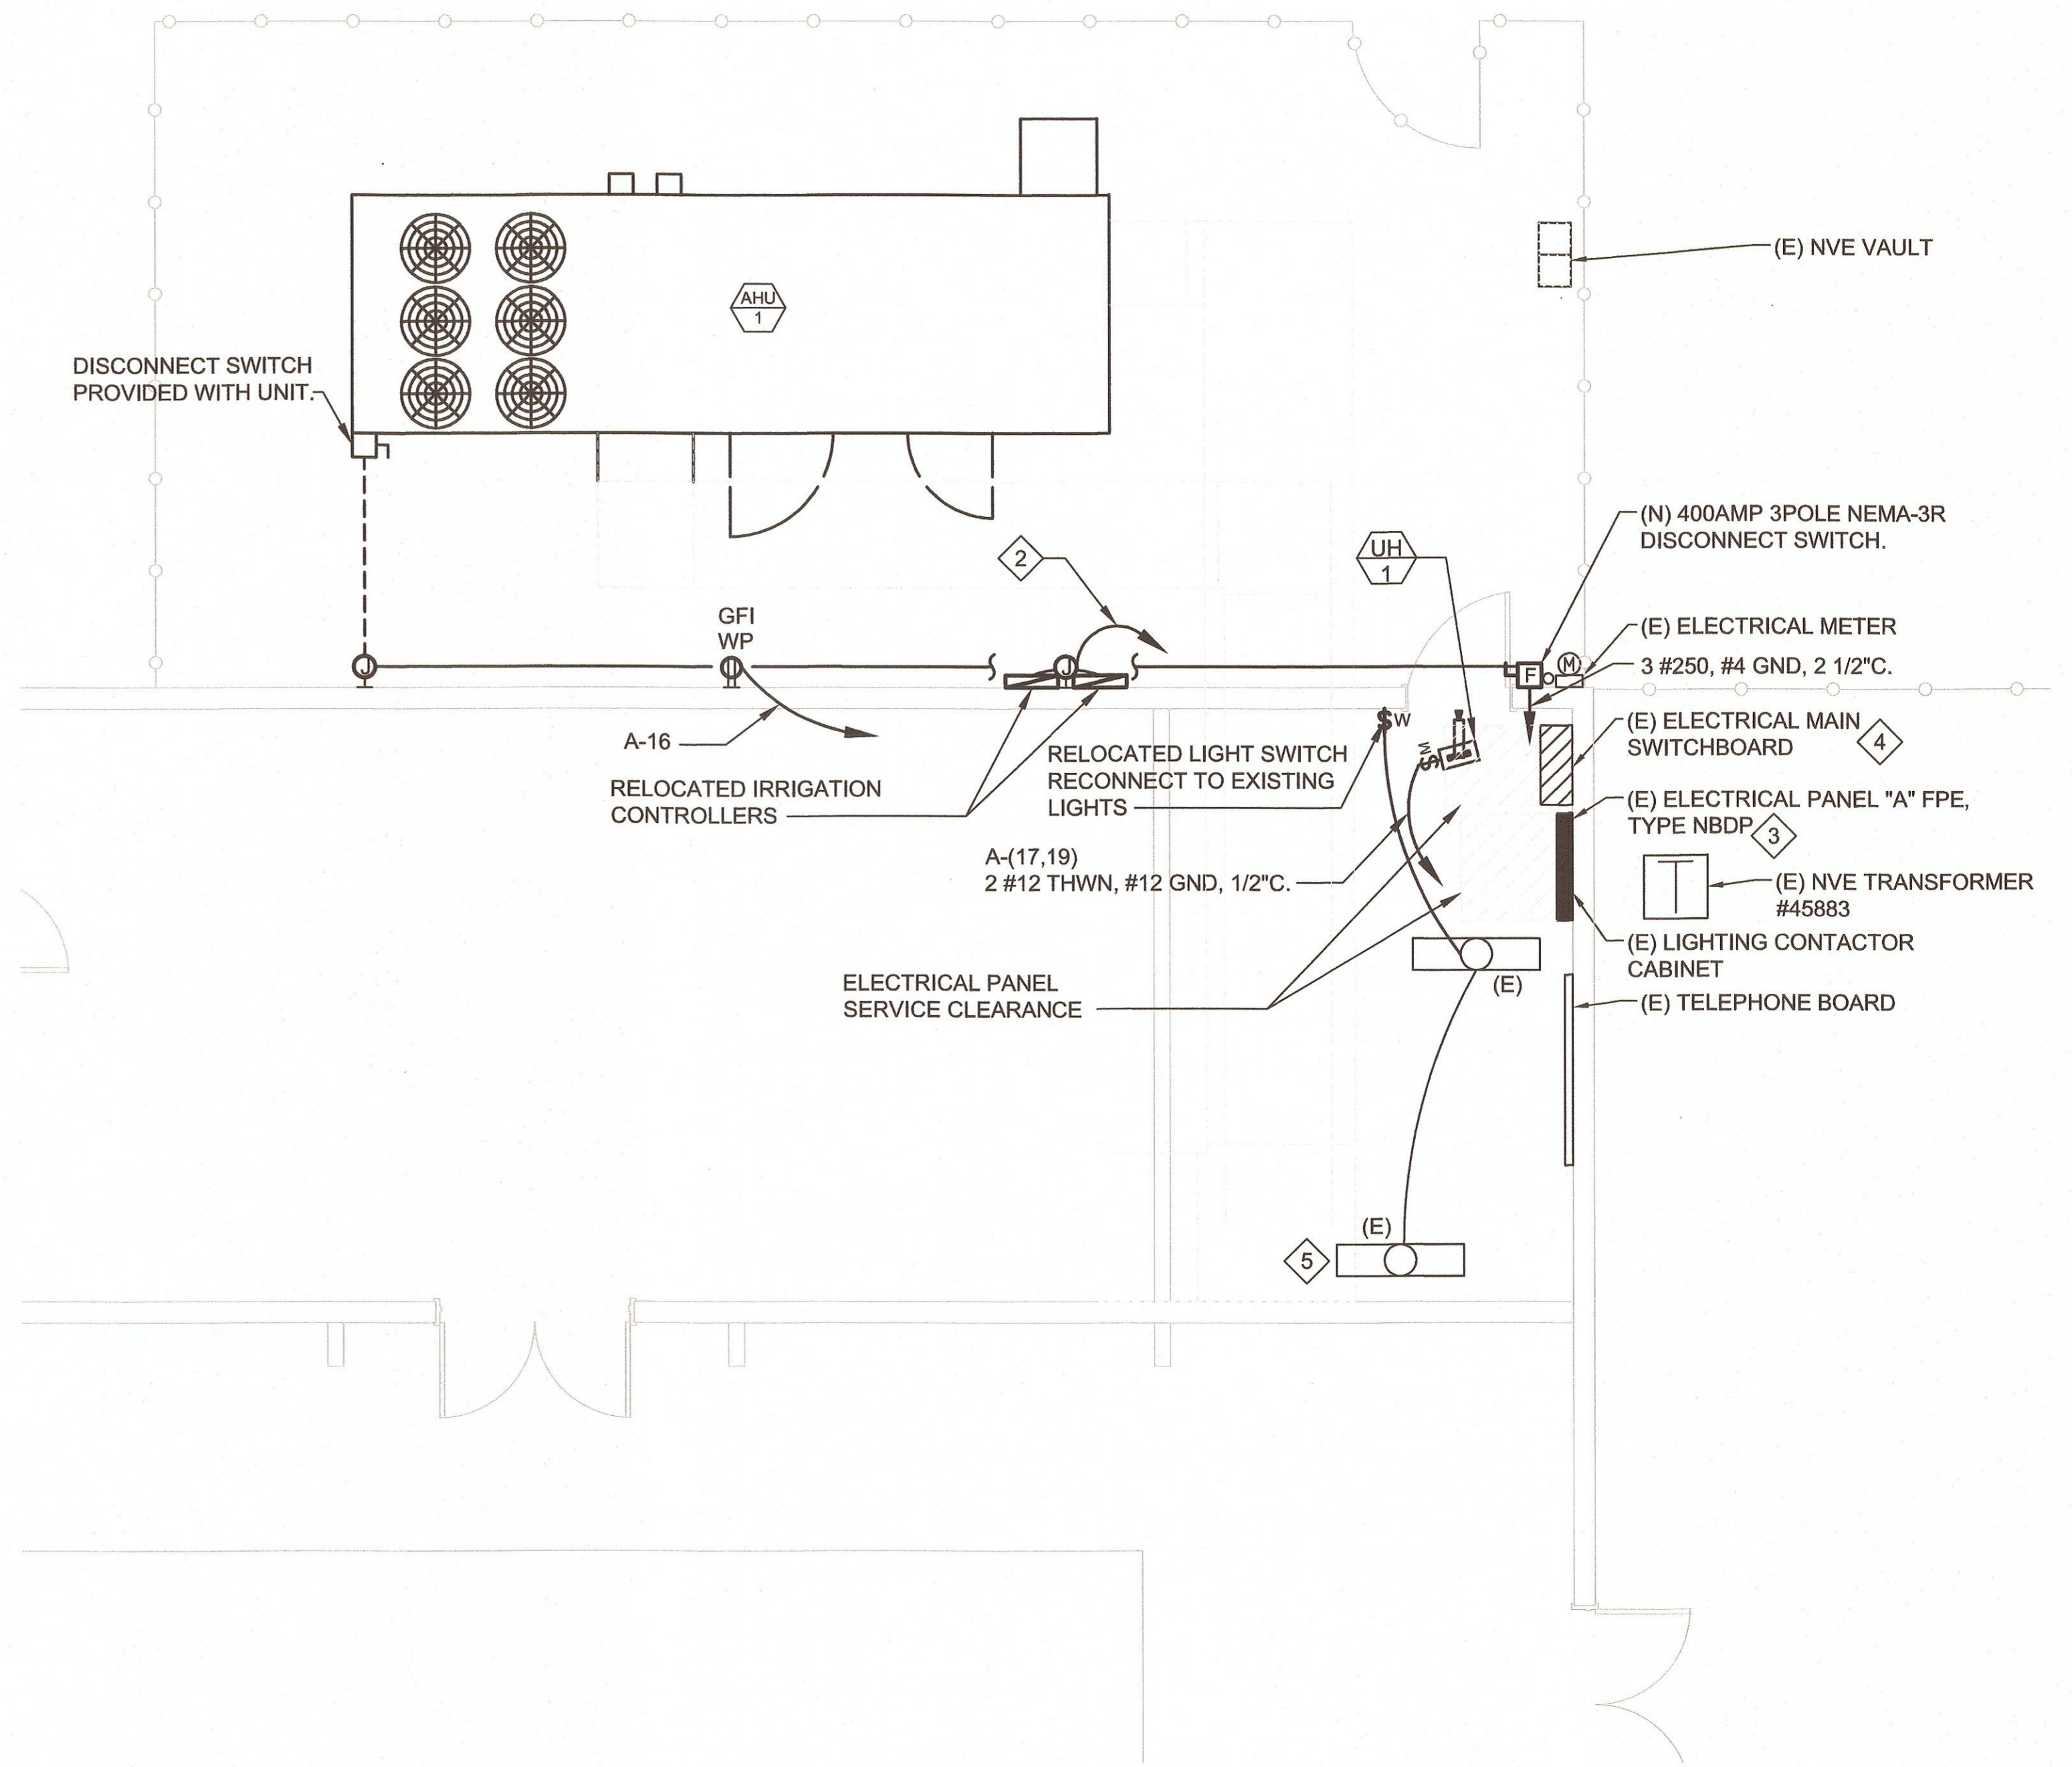 AHU
1
(E) NVE VAULT
DISCONNECT SWITCH
PROVIDED WITH UNIT.
(N) 400AMP 3POLE NEMA-3R
DISCONNECT SWITCH.
2
UH
1
GFI
WP
(E) ELECTRICAL METER
3 #250, #4 GND, 2 1/2"C.
J
J
F
M
A-16
$W
$W
(E) ELECTRICAL MAIN
SWITCHBOARD
4
RELOCATED LIGHT SWITCH
RECONNECT TO EXISTING
LIGHTS
RELOCATED IRRIGATION
CONTROLLERS
(E) ELECTRICAL PANEL "A" FPE,
TYPE NBDP
3
A-(17,19)
2 #12 THWN, #12 GND, 1/2"C.
T
(E) NVE TRANSFORMER
#45883
(E) LIGHTING CONTACTOR
CABINET
ELECTRICAL PANEL
SERVICE CLEARANCE
(E)
(E) TELEPHONE BOARD
(E)
5